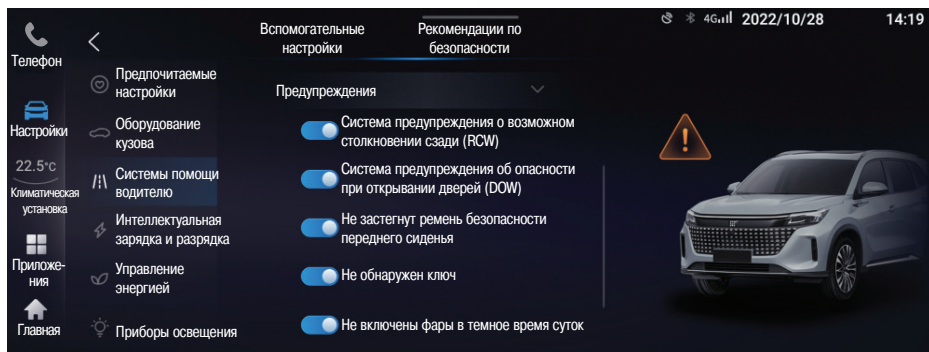 4G 2022/10/28 14:19
Телефон
Настройки
22.5°C
Климатическая
установка
Приложе-
ния
Главная
Вспомогательные
настройки
Рекомендации по
безопасности
Предпочитаемые
настройки
Оборудование
кузова
Системы помощи
водителю
Интеллектуальная
зарядка и разрядка
Управление
энергией
Приборы освещения
Предупреждения
Система предупреждения о возможном
столкновении сзади (RCW)
Система предупреждения об опасности
при открывании дверей (DOW)
Не застегнут ремень безопасности
переднего сиденья
Не обнаружен ключ
Не включены фары в темное время суток